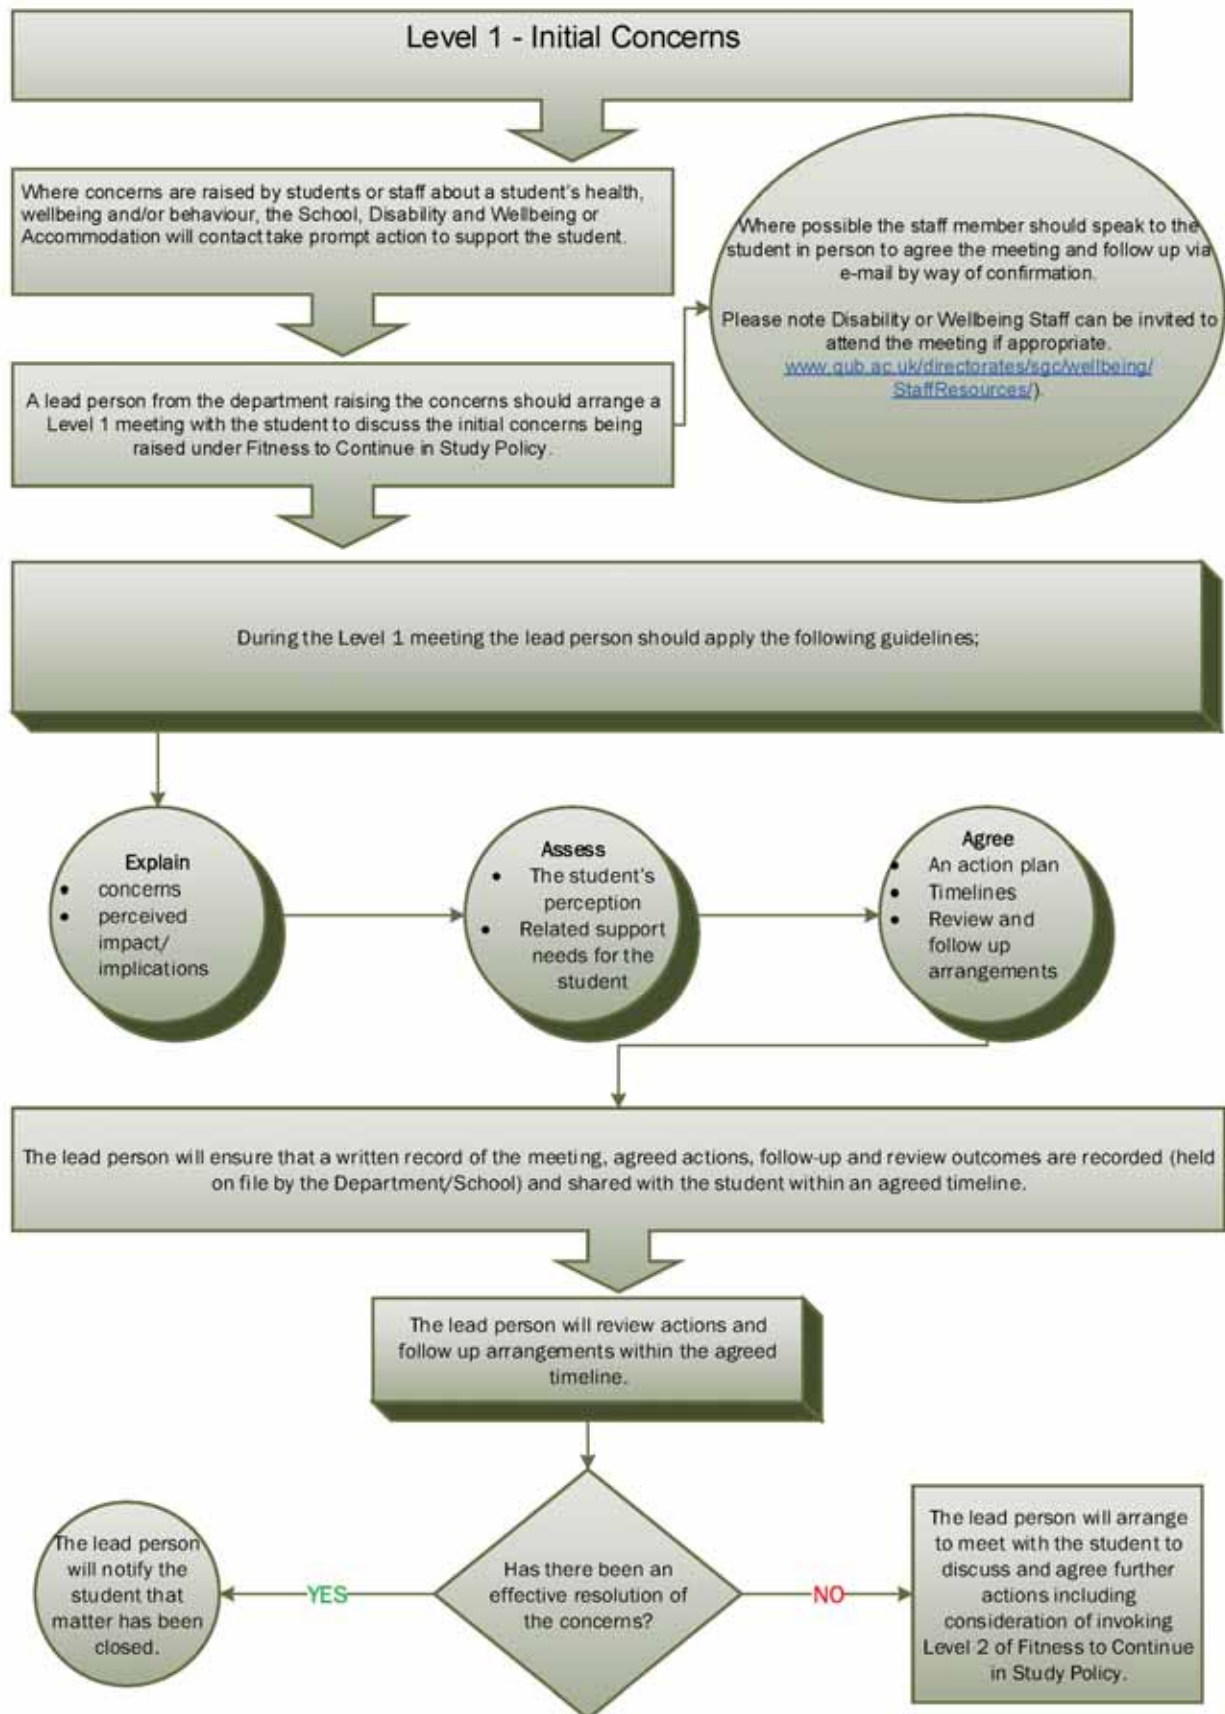 Level 1 - Initial Concerns
Where concerns are raised by students or staff about a student's health,
wellbeing and/or behaviour, the School, Disability and Wellbeing or
Accommodation will contact take prompt action to support the student.
Where possible the staff member should speak to the
student in person to agree the meeting and follow up via
e-mail by way of confirmation.
Please note Disability or Wellbeing Staff can be invited to
attend the meeting if appropriate.
www.qub.ac.uk/directorates/sgc/wellbeing/
StaffResources/).
A lead person from the department raising the concerns should arrange a
Level 1 meeting with the student to discuss the initial concerns being
raised under Fitness to Continue in Study Policy.
During the Level 1 meeting the lead person should apply the following guidelines;
Explain
• concerns
• perceived
impact/
implications
Assess
• The student's
perception
• Related support
needs for the
student
Agree
• An action plan
• Timelines
• Review and
follow up
arrangements
The lead person will ensure that a written record of the meeting, agreed actions, follow-up and review outcomes are recorded (held
on file by the Department/School) and shared with the student within an agreed timeline.
The lead person will review actions and
follow up arrangements within the agreed
timeline.
Has there been an
effective resolution of
the concerns?
YES
The lead person
will notify the
student that
matter has been
closed.
NO
The lead person will arrange
to meet with the student to
discuss and agree further
actions including
consideration of invoking
Level 2 of Fitness to Continue
in Study Policy.